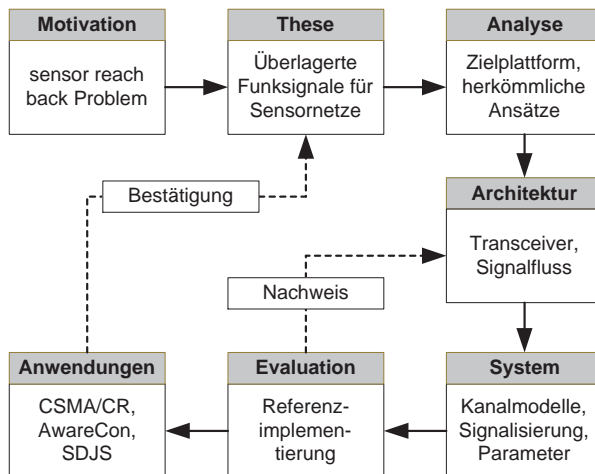 Motivation
sensor reach
back Problem
These
Überlagerte
Funksignale für
Sensornetze
Analyse
Zielplattform,
herkömmliche
Ansätze
Bestätigung
Architektur
Transceiver,
Signalfluss
Nachweis
Anwendungen
CSMA/CR,
AwareCon,
SDJS
Evaluation
Referenz-
implemen-
tierung
System
Kanalmodelle,
Signalisierung,
Parameter